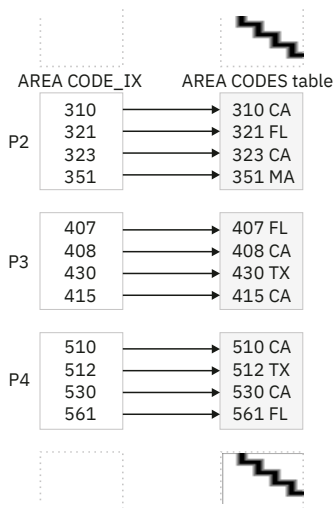 AREA CODE_IX AREA CODES table
P2
310 310 CA
321 321 FL
323 323 CA
351 351 MA
P3
407 407 FL
408 408 CA
430 430 TX
415 415 CA
P4
510 510 CA
512 512 TX
530 530 CA
561 561 FL